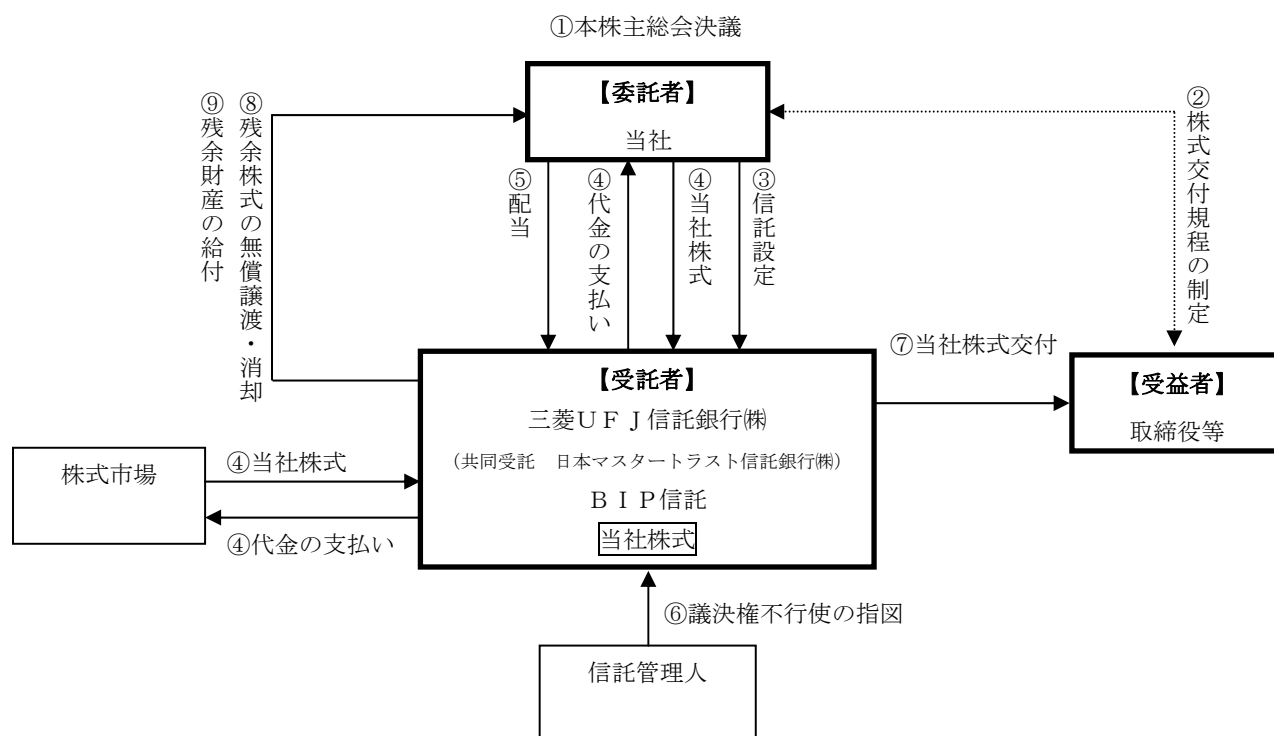 ①本株主総会決議
【委託者】
当社
⑨残余財産の給付
⑧残余株式の無償譲渡・消却
⑤配当
④代金の支払い
④当社株式
③信託設定
②株式交付規程の制定
【受託者】
三菱UFJ信託銀行㈱
(共同受託　日本マスタートラスト信託銀行㈱)
BIP信託
当社株式
⑦当社株式交付
【受益者】
取締役等
株式市場
④当社株式
④代金の支払い
⑥議決権不行使の指図
信託管理人